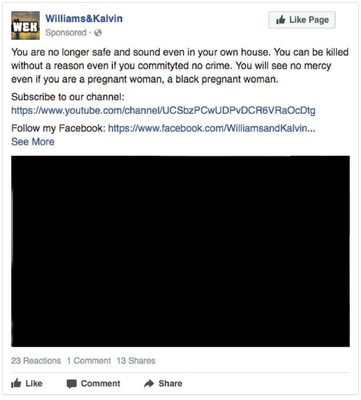 WEK
Williams&Kalvin
Sponsored ·
Like Page
You are no longer safe and sound even in your own house. You can be killed
without a reason even if you commityted no crime. You will see no mercy
even if you are a pregnant woman, a black pregnant woman.
Subscribe to our channel:
https://www.youtube.com/channel/UCSbzPCwUDPvDCR6VRaOcDtg
Follow my Facebook: https://www.facebook.com/WilliamsandKalvin...
See More
23 Reactions 1 Comment 13 Shares
Like Comment Share